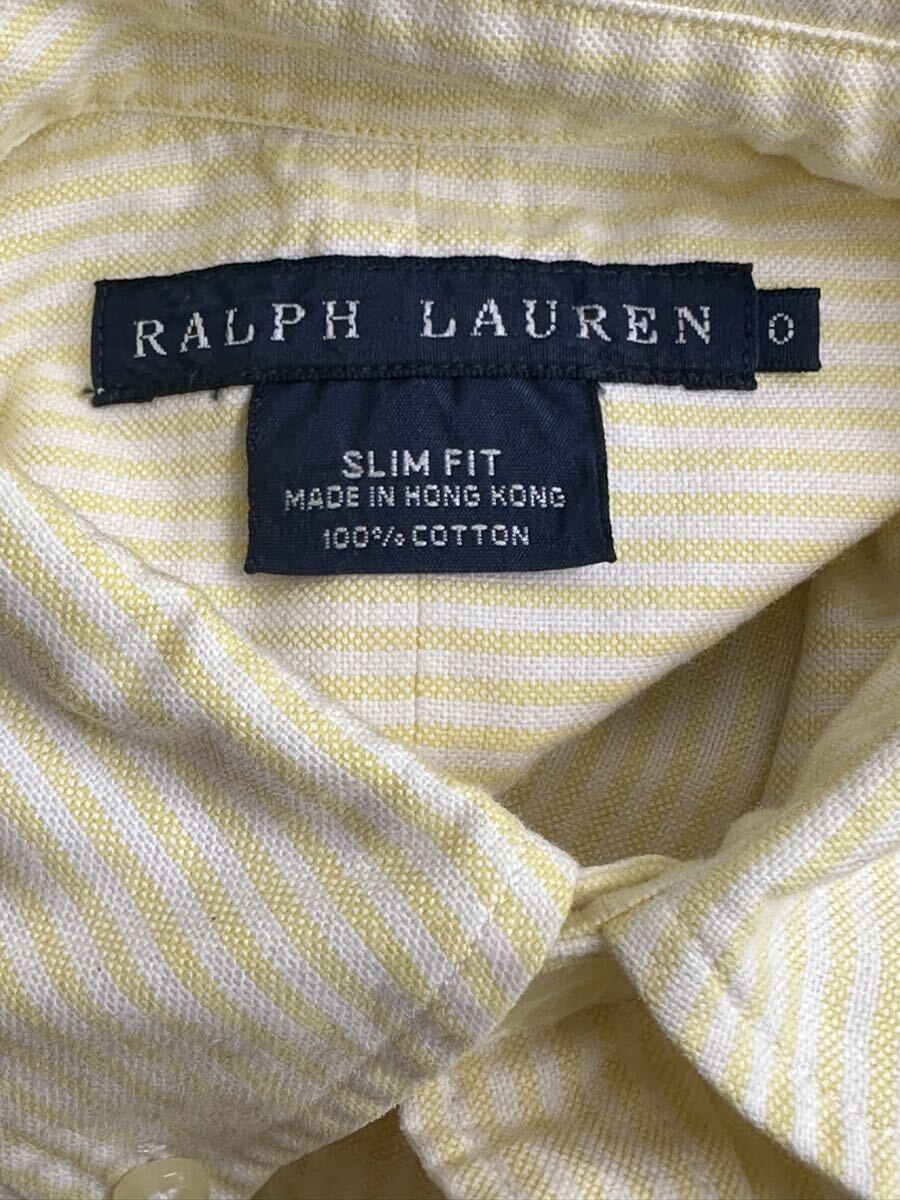 RALPH LAUREN
0
SLIM FIT
MADE IN HONG KONG
100% COTTON